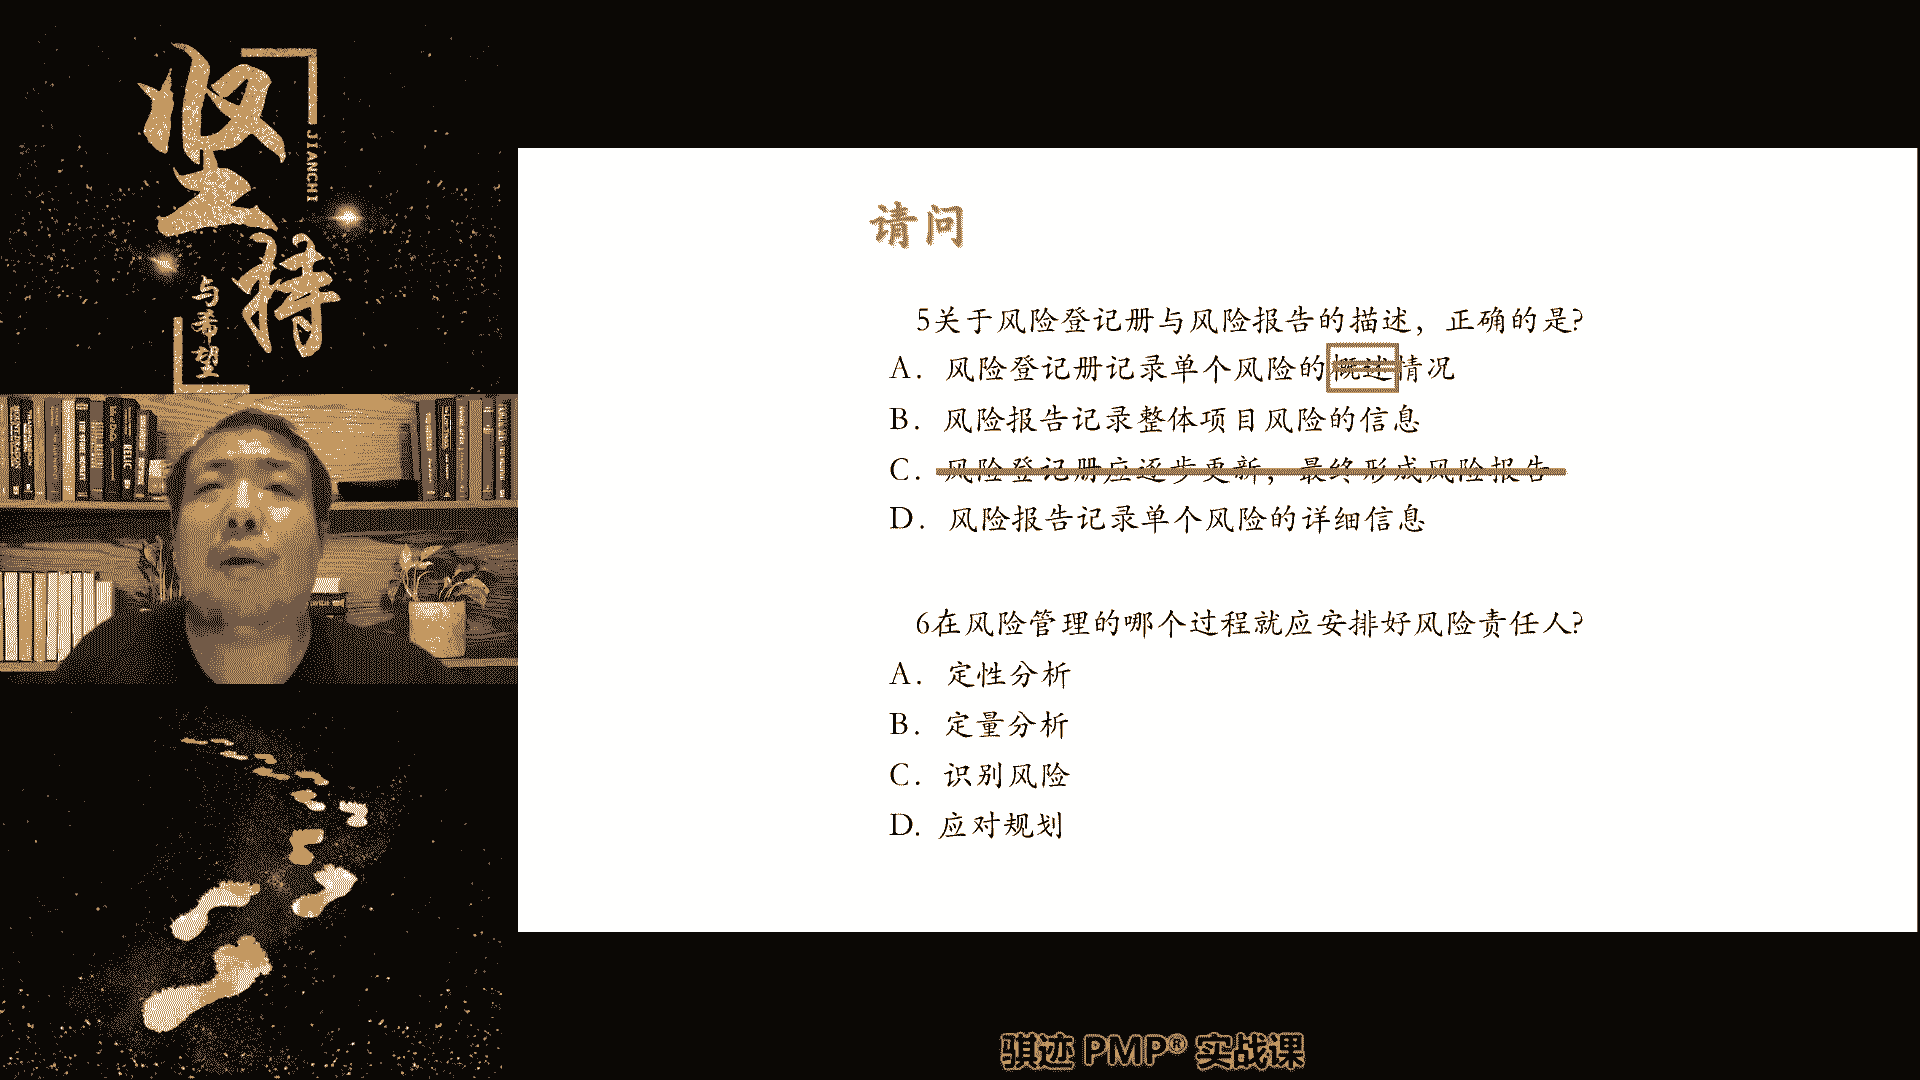 坚持
JIANCHI
与希望
请问
5关于风险登记册与风险报告的描述，正确的是?
A. 风险登记册记录单个风险的概述情况
B. 风险报告记录整体项目风险的信息
C. 风险登记册应逐步更新，最终形成风险报告
D. 风险报告记录单个风险的详细信息
6在风险管理的哪个过程就应安排好风险责任人?
A. 定性分析
B. 定量分析
C. 识别风险
D. 应对规划
骐迹 PMP® 实战课